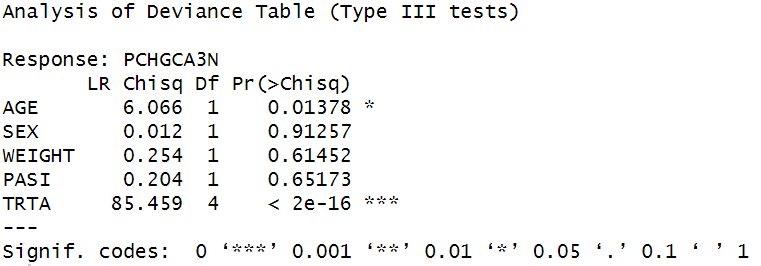 Analysis of Deviance Table (Type III tests)

Response: PCHGCA3N
       LR Chisq Df Pr(>Chisq)
AGE       6.066  1    0.01378 *
SEX       0.012  1    0.91257
WEIGHT    0.254  1    0.61452
PASI      0.204  1    0.65173
TRTA     85.459  4    < 2e-16 ***
---
Signif. codes:  0 ‘***’ 0.001 ‘**’ 0.01 ‘*’ 0.05 ‘.’ 0.1 ‘ ’ 1